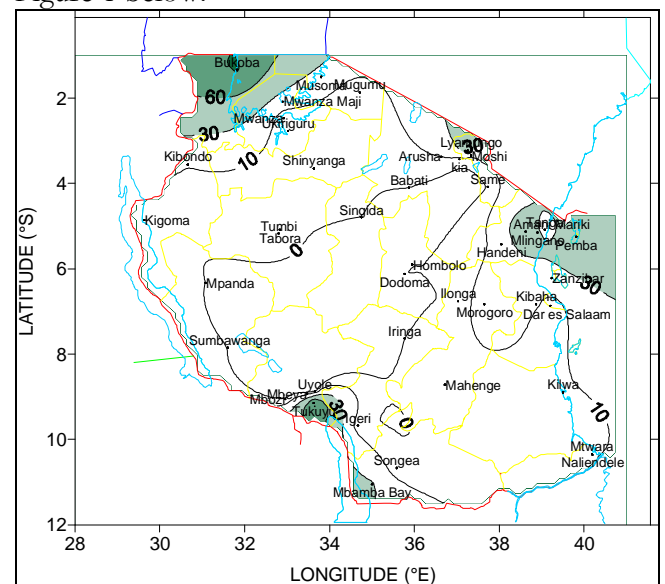 Figure 1 below.
Bukoba
Musoma
Mugumu
2
60
Mwanza Maji
Mwanza
Ukiriguru
30
Lyamungo
30
Kibondo
10
Arusha
Moshi
kia
Shinyanga
4
Babati
Same
Singida
Kigoma
Tanga
Mariki
Tumbi
Mlingano
Tabora
Pemba
0
Handeni
6
Hombolo
Zanzibar
Mpanda
Dodoma
30
Ilonga
Kibaha
Morogoro
Dar es Salaam
Iringa
Sumbawanga
8
Uyole
Mahenge
Kilwa
Mbeya
Mbozi
Tukuyu
30
Igeri
0
10
10
Mtwara
Songea
Naliendele
Mbamba Bay
12
28
30
32
34
36
38
40
LATITUDE (°S)
LONGITUDE (°E)